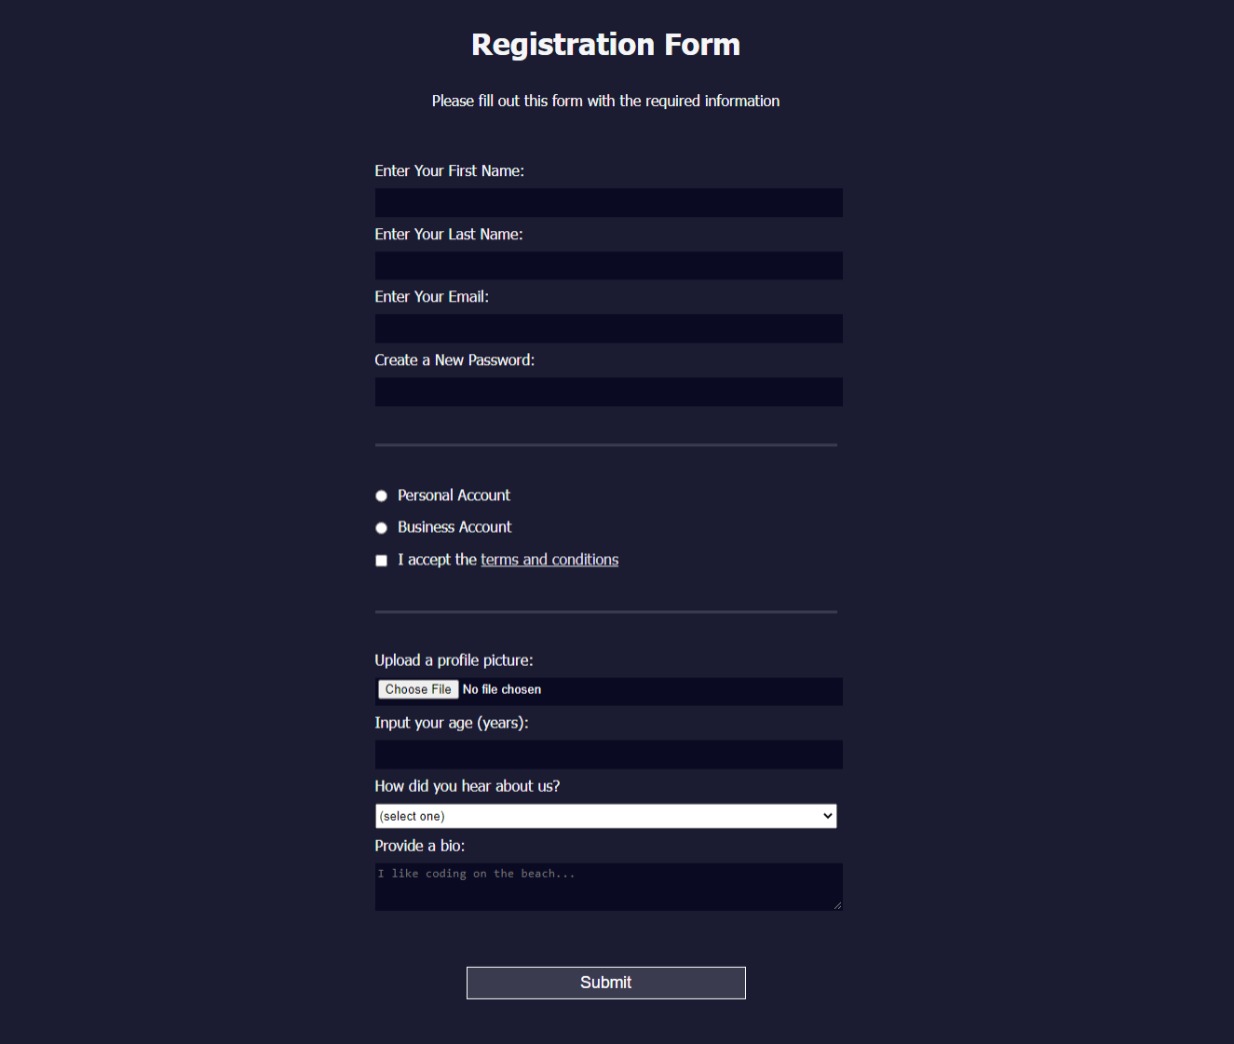 Registration Form
Please fill out this form with the required information
Enter Your First Name:
Enter Your Last Name:
Enter Your Email:
Create a New Password:
Personal Account
Business Account
I accept the terms and conditions
Upload a profile picture:
Choose File No file chosen
Input your age (years):
How did you hear about us?
(select one)
Provide a bio:
I like coding on the beach...
Submit